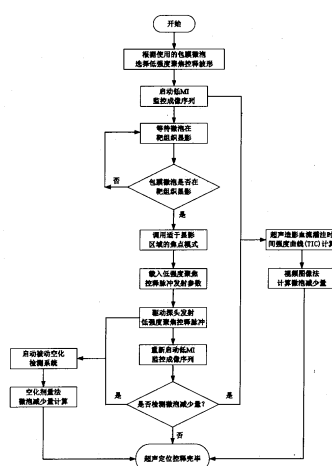 开始
根据使用的包膜微泡
选择低强度聚焦控释波形
启动低MI
监控成像序列
等待微泡在
靶组织显影
包膜微泡是否在
靶组织显影
否
是
调用适于显影
区域的焦点模式
超声造影血流灌注时
间强度曲线(TIC)计算
载入低强度聚焦
控释脉冲发射参数
视频图像法
计算微泡减少量
驱动探头发射
低强度聚焦控释脉冲
启动被动空化
检测系统
重新启动低MI
监控成像序列
空化剂量法
微泡减少量计算
是
是否检测微泡减少量?
是
否
超声定位控释完毕